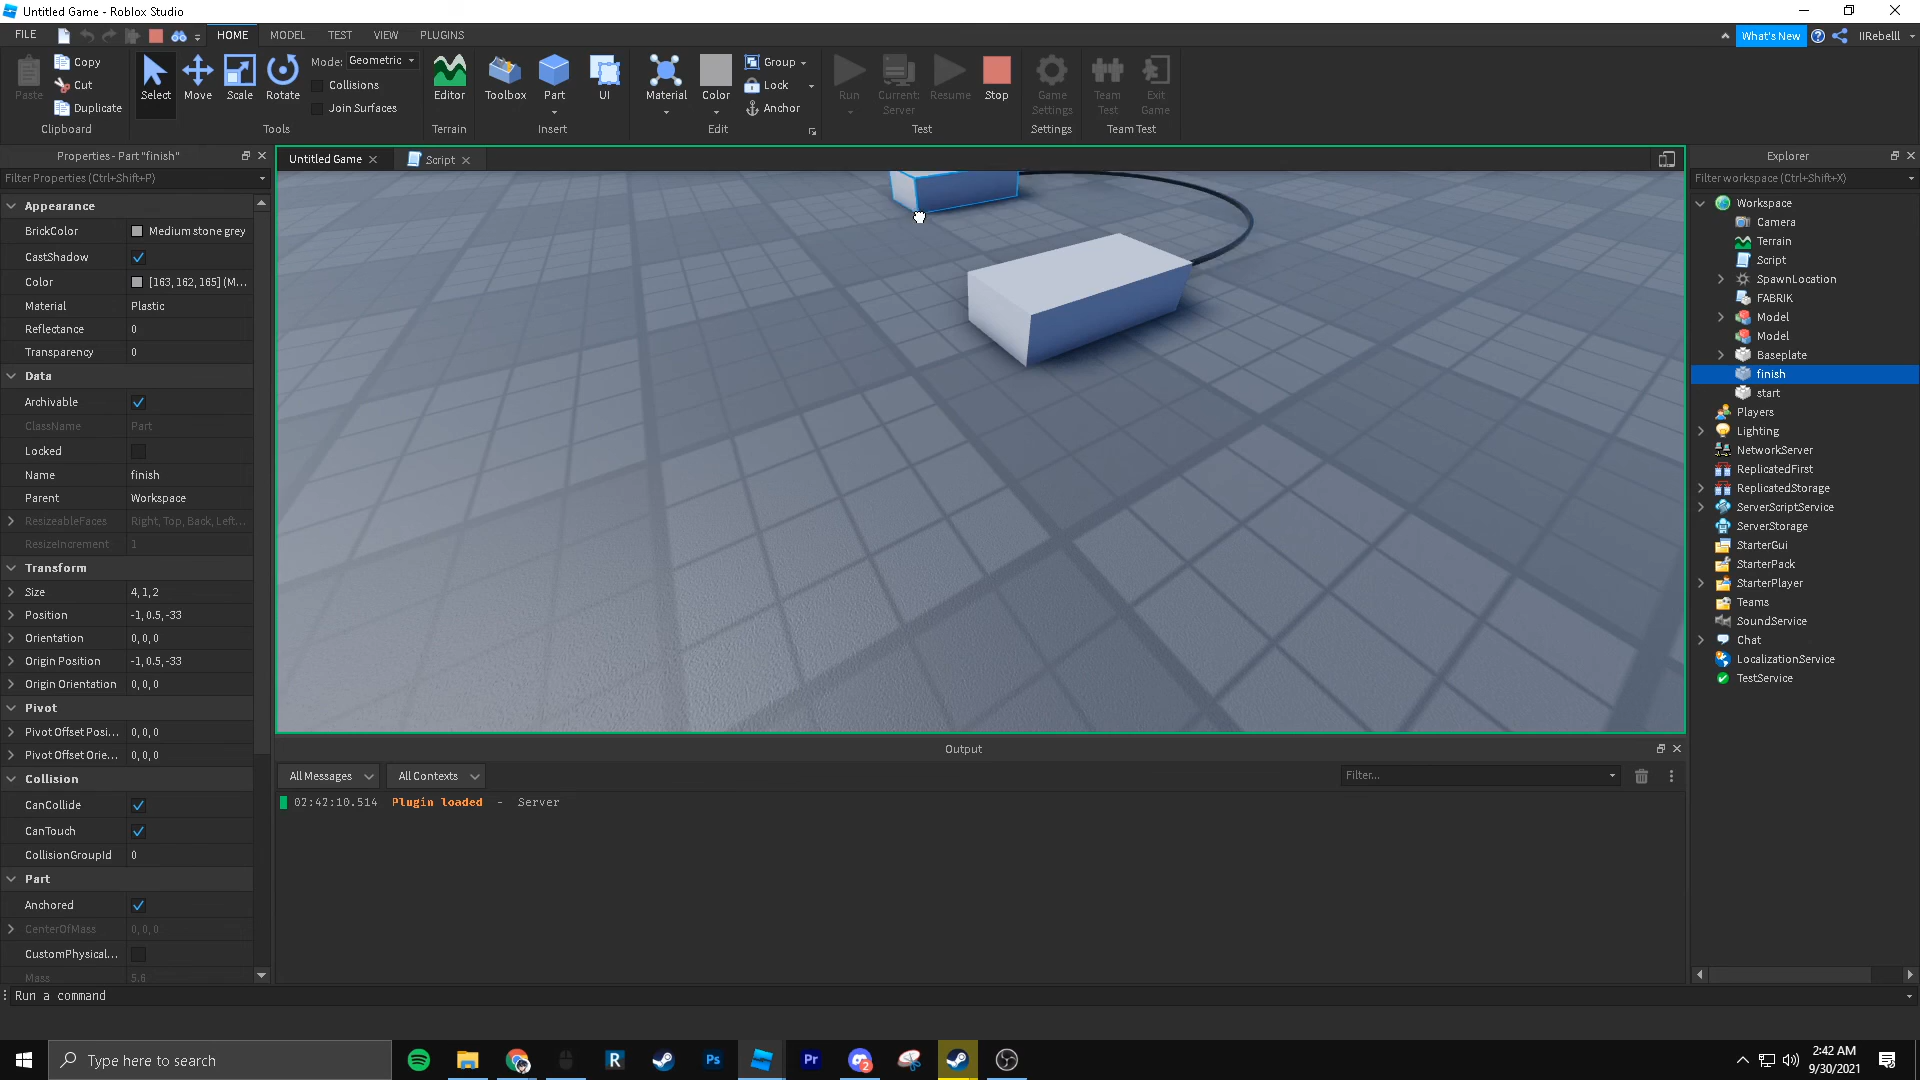 Untitled Game - Roblox Studio
FILE
HOME
MODEL
TEST
VIEW
PLUGINS
What's New
IIRebelll
Paste
Copy
Cut
Duplicate
Clipboard
Select
Move
Scale
Rotate
Mode: Geometric
Collisions
Join Surfaces
Tools
Editor
Terrain
Toolbox
Part
UI
Insert
Material
Color
Group
Lock
Anchor
Edit
Run
Current: Server
Resume
Stop
Test
Game Settings
Settings
Team Test
Exit Game
Team Test
Properties - Part "finish"
Filter Properties (Ctrl+Shift+P)
Appearance
BrickColor Medium stone grey
CastShadow
Color [163, 162, 165] (M...
Material Plastic
Reflectance 0
Transparency 0
Data
Archivable
ClassName Part
Locked
Name finish
Parent Workspace
ResizeableFaces Right, Top, Back, Left...
ResizeIncrement 1
Transform
Size 4, 1, 2
Position -1, 0.5, -33
Orientation 0, 0, 0
Origin Position -1, 0.5, -33
Origin Orientation 0, 0, 0
Pivot
Pivot Offset Posi... 0, 0, 0
Pivot Offset Orie... 0, 0, 0
Collision
CanCollide
CanTouch
CollisionGroupId 0
Part
Anchored
CenterOfMass 0, 0, 0
CustomPhysical...
Mass 5.6
Untitled Game
Script
Output
All Messages
All Contexts
Filter...
02:42:10.514 Plugin loaded - Server
Explorer
Filter workspace (Ctrl+Shift+X)
Workspace
Camera
Terrain
Script
SpawnLocation
FABRIK
Model
Model
Baseplate
finish
start
Players
Lighting
NetworkServer
ReplicatedFirst
ReplicatedStorage
ServerScriptService
ServerStorage
StarterGui
StarterPack
StarterPlayer
Teams
SoundService
Chat
LocalizationService
TestService
Run a command
Type here to search
R
Ps
Pr
2
2:42 AM
9/30/2021